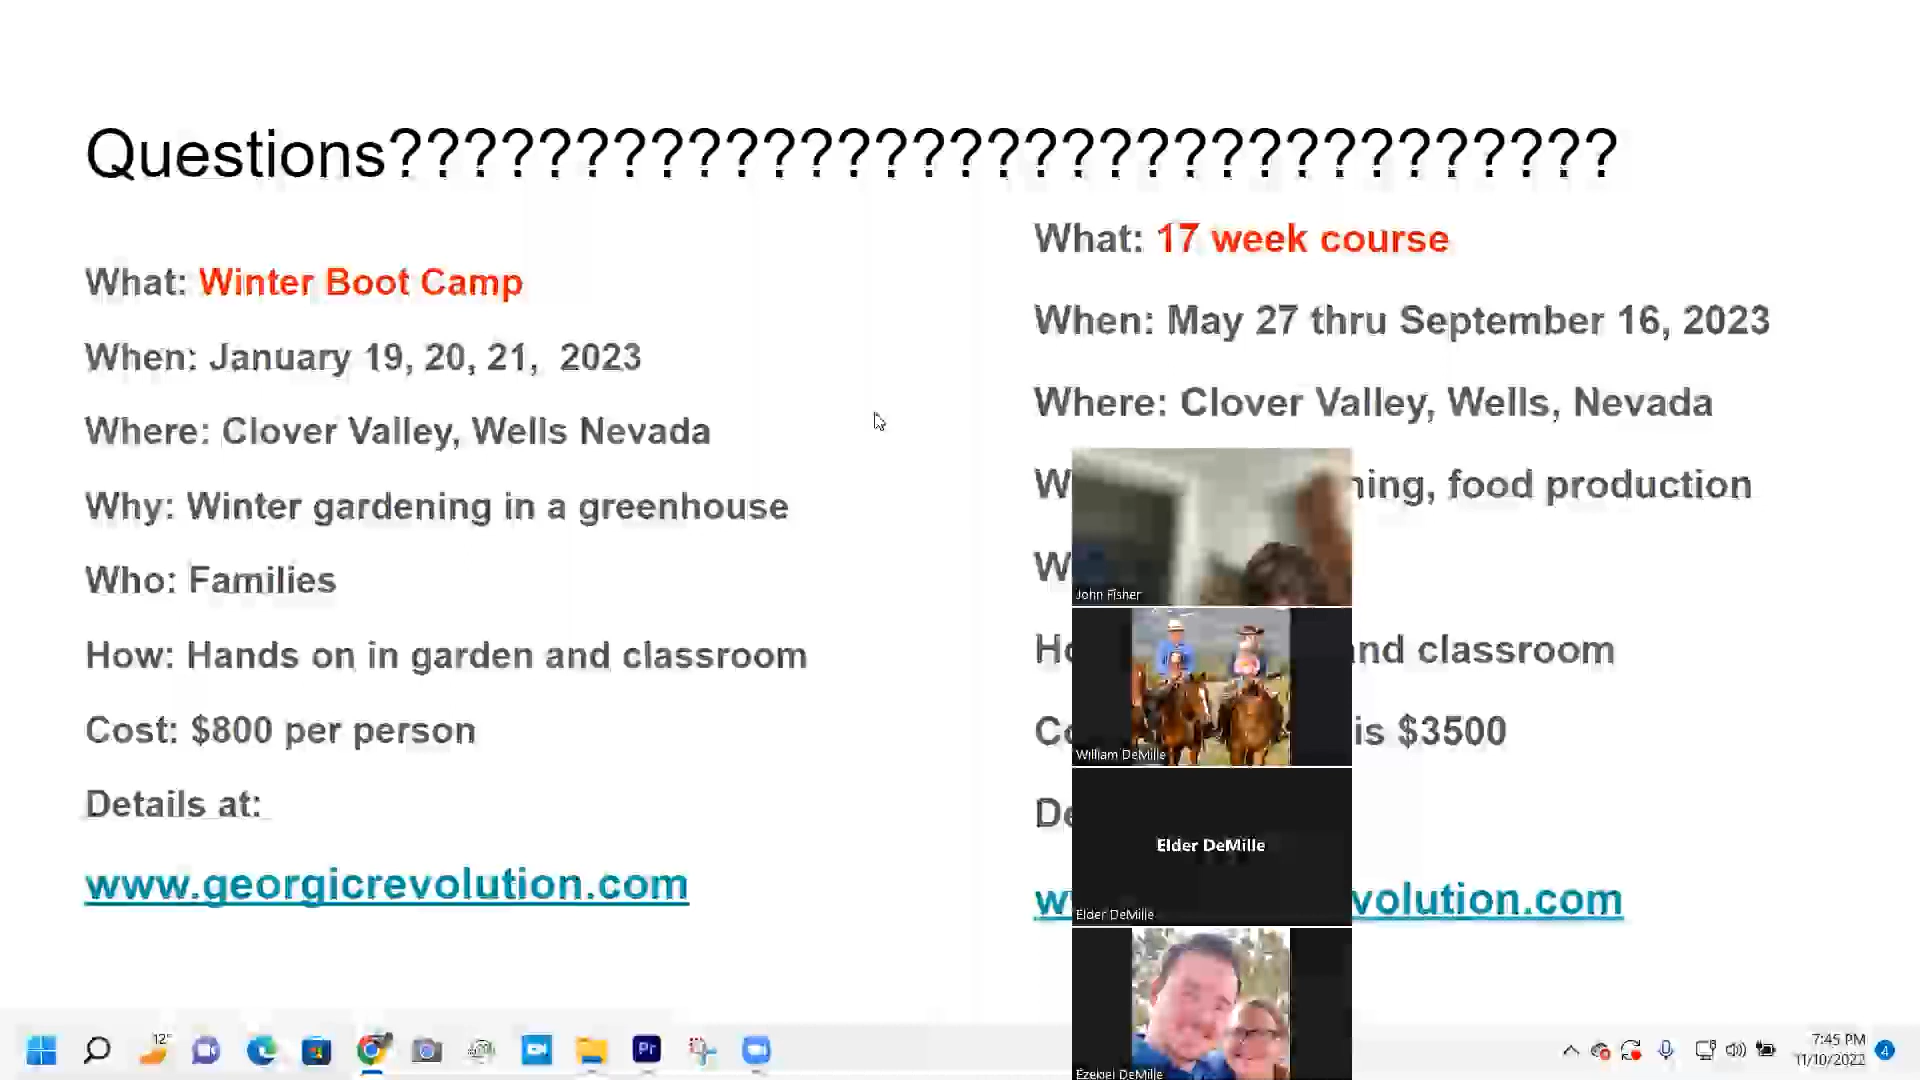 Questions?????????????????????????????????
What: Winter Boot Camp
When: January 19, 20, 21, 2023
Where: Clover Valley, Wells Nevada
Why: Winter gardening in a greenhouse
Who: Families
How: Hands on in garden and classroom
Cost: $800 per person
Details at:
www.georgicrevolution.com
What: 17 week course
When: May 27 thru September 16, 2023
Where: Clover Valley, Wells, Nevada
food production
and classroom
is $3500
volution.com
John Fisher
William DeMille
Elder DeMille
Elder DeMille
Ezekiel DeMille
12°
Pr
7:45 PM
11/10/2022
4